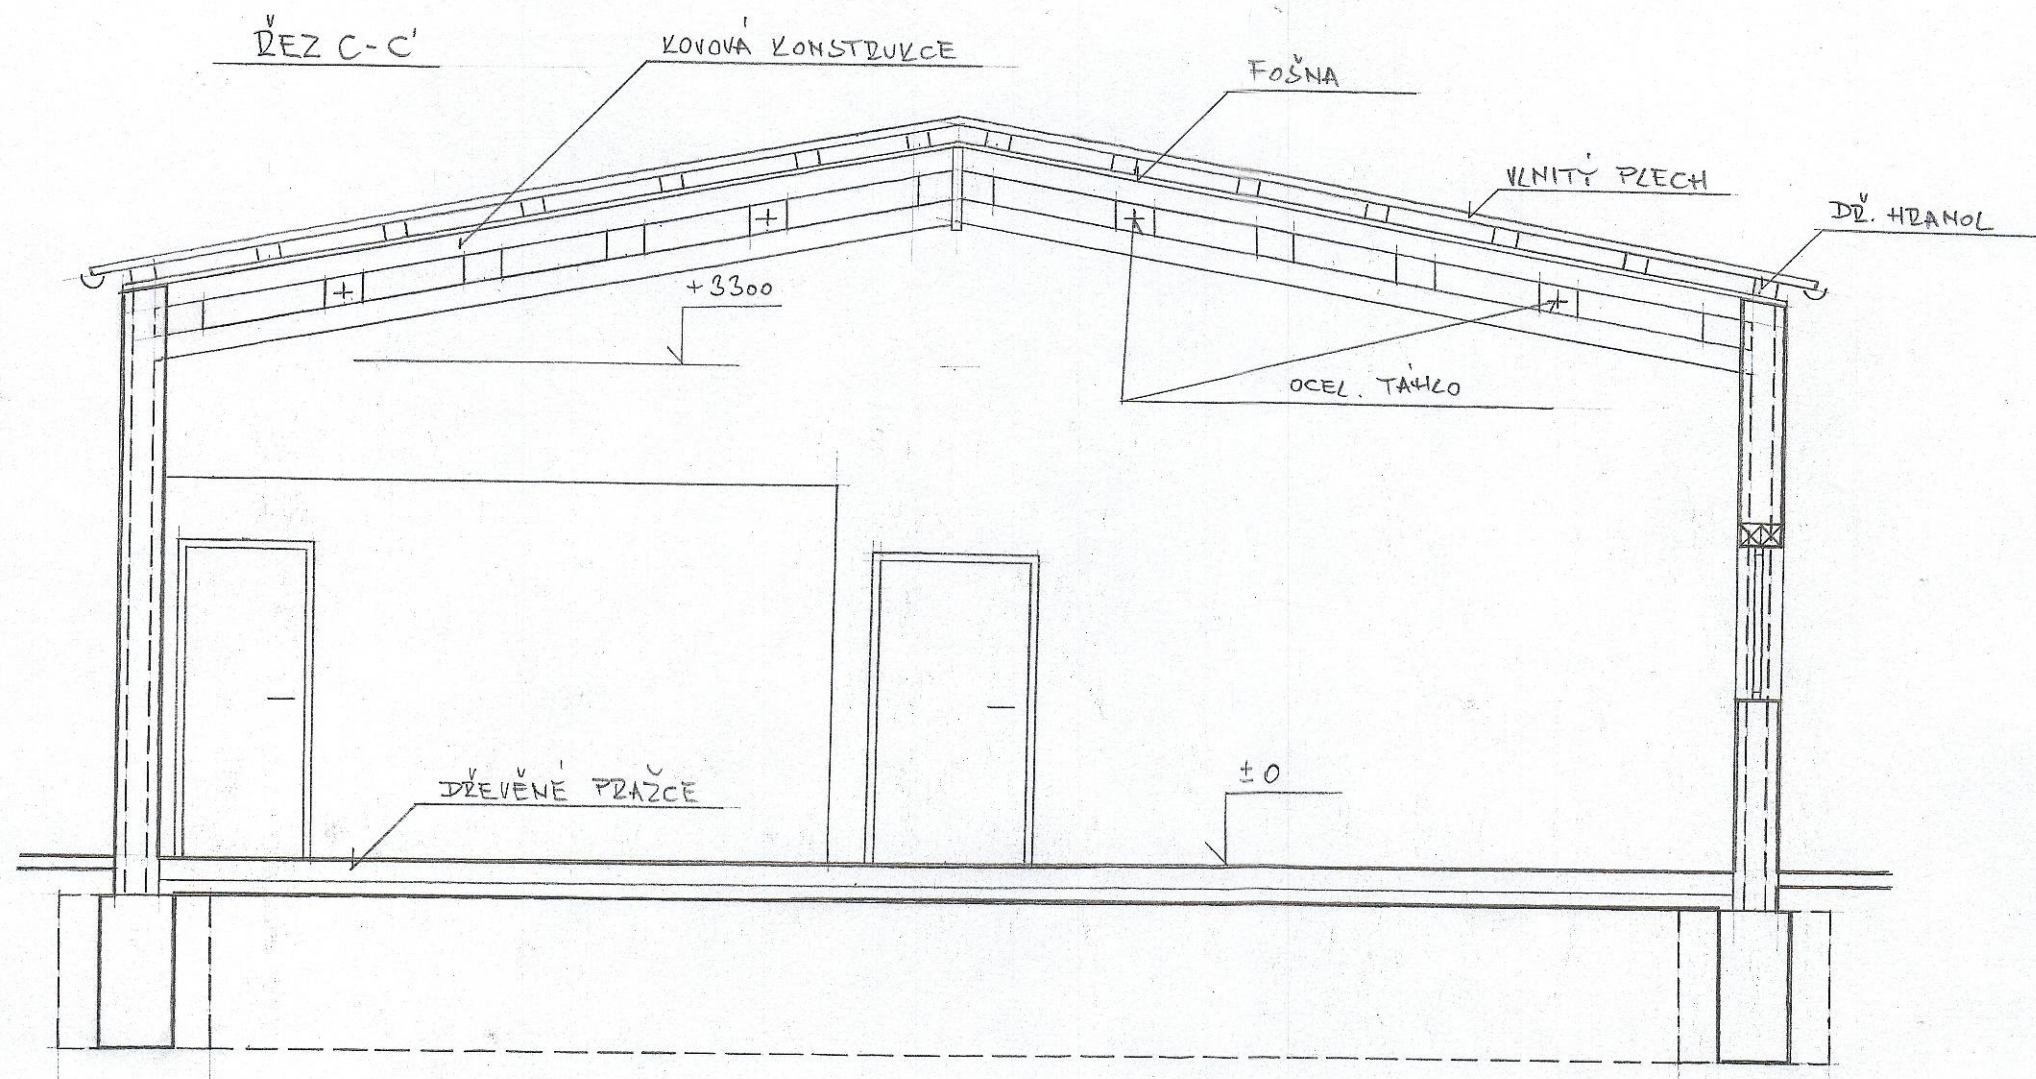 ŘEZ C-C'
KOVOVÁ KONSTRUKCE
FOŠNA
VLNITÝ PLECH
DŘ. HRANOL
+3300
OCEL. TÁHLO
DŘEVĚNÉ PRAŽCE
±0